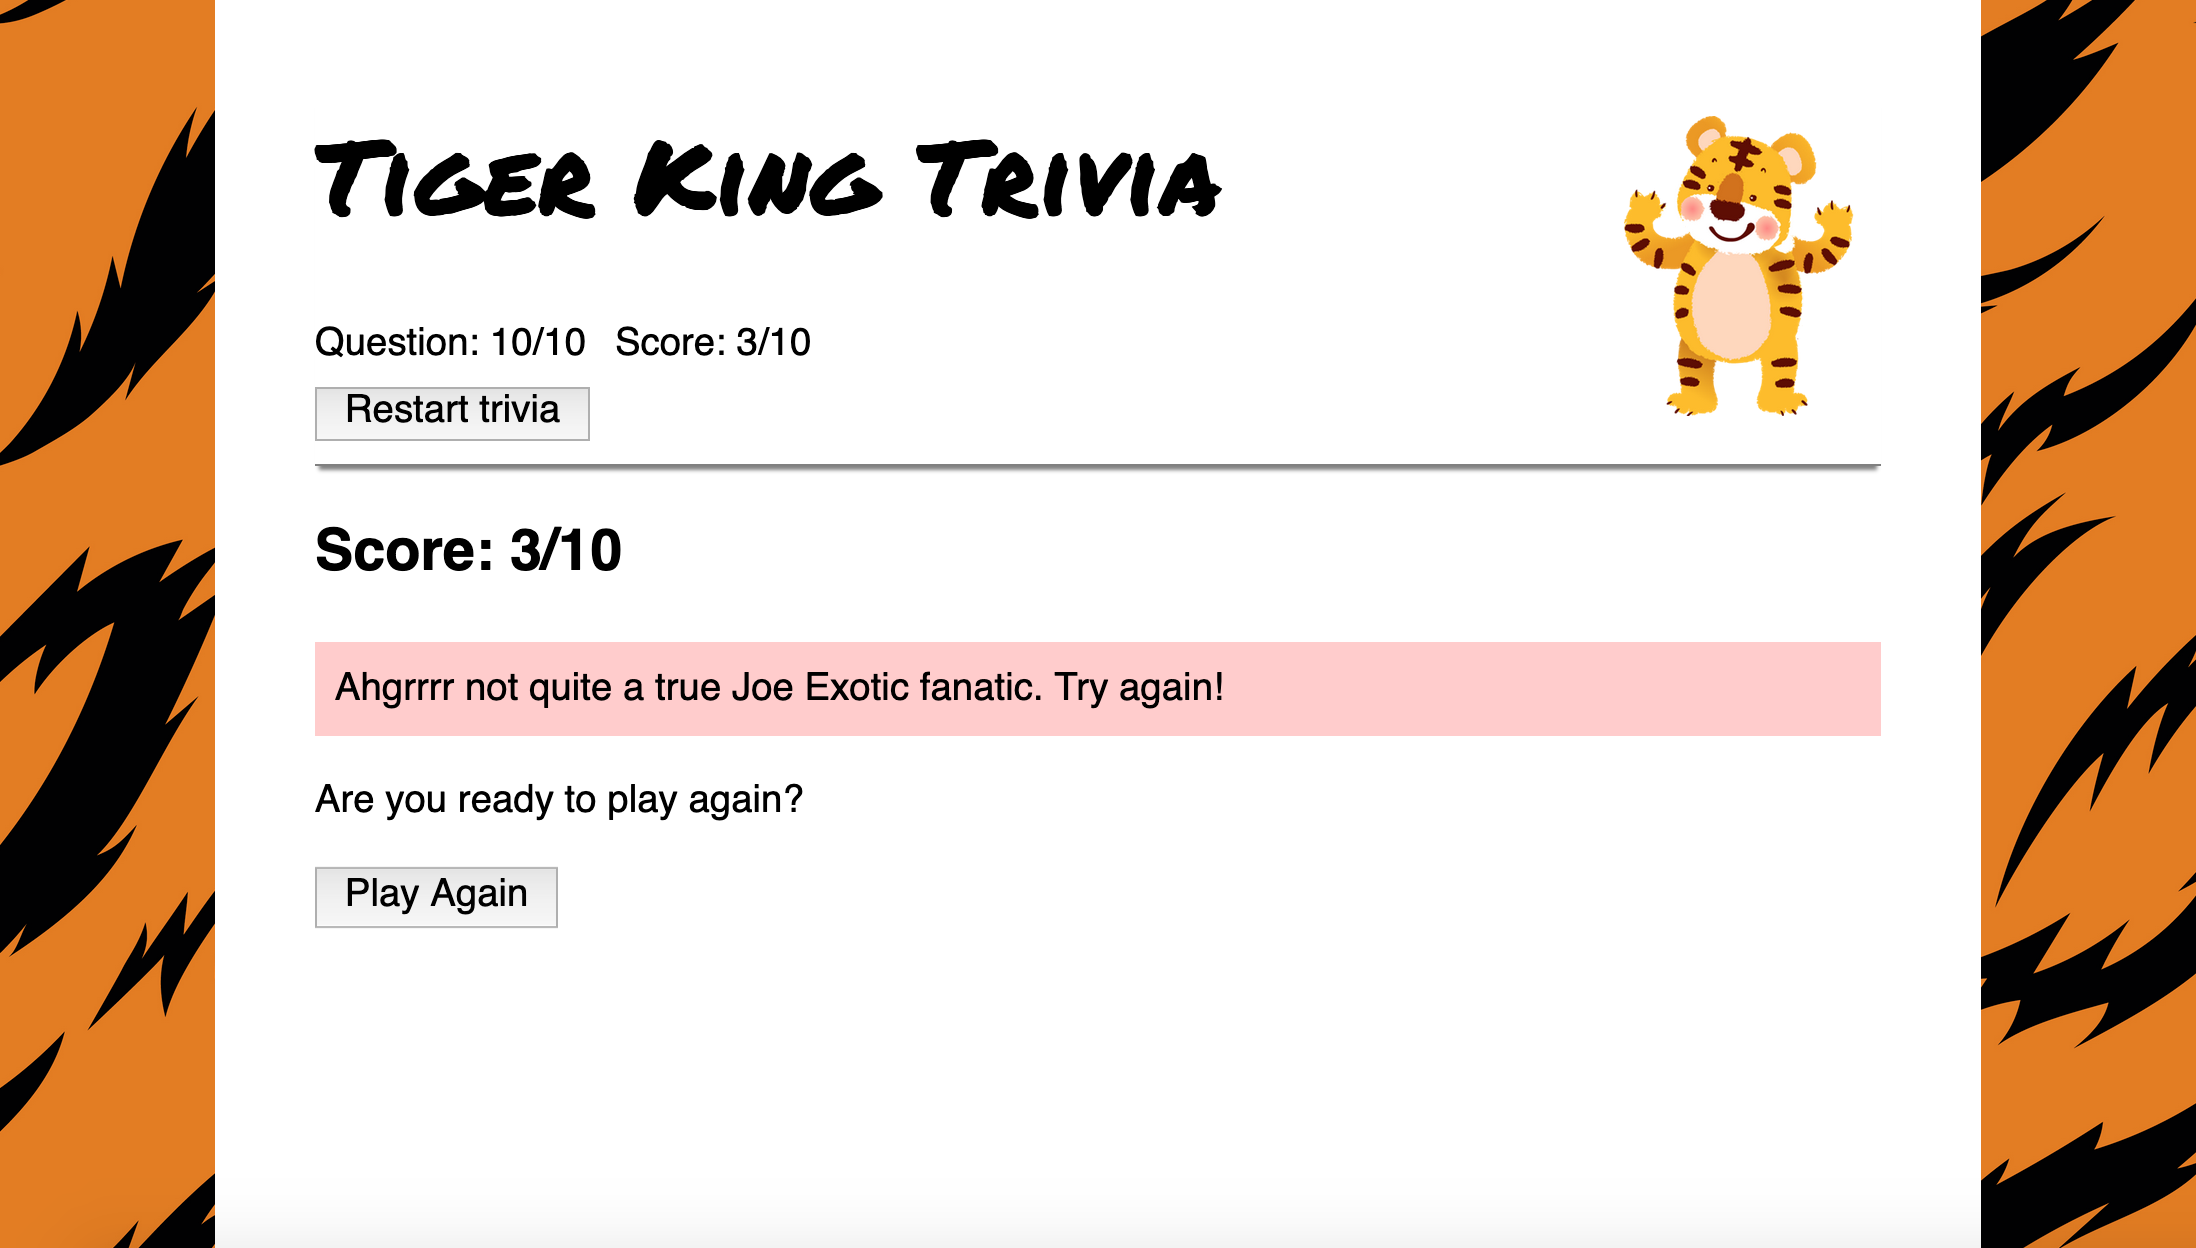 Tiger King Trivia
Question: 10/10 Score: 3/10
Restart trivia
Score: 3/10
Ahgrrrr not quite a true Joe Exotic fanatic. Try again!
Are you ready to play again?
Play Again